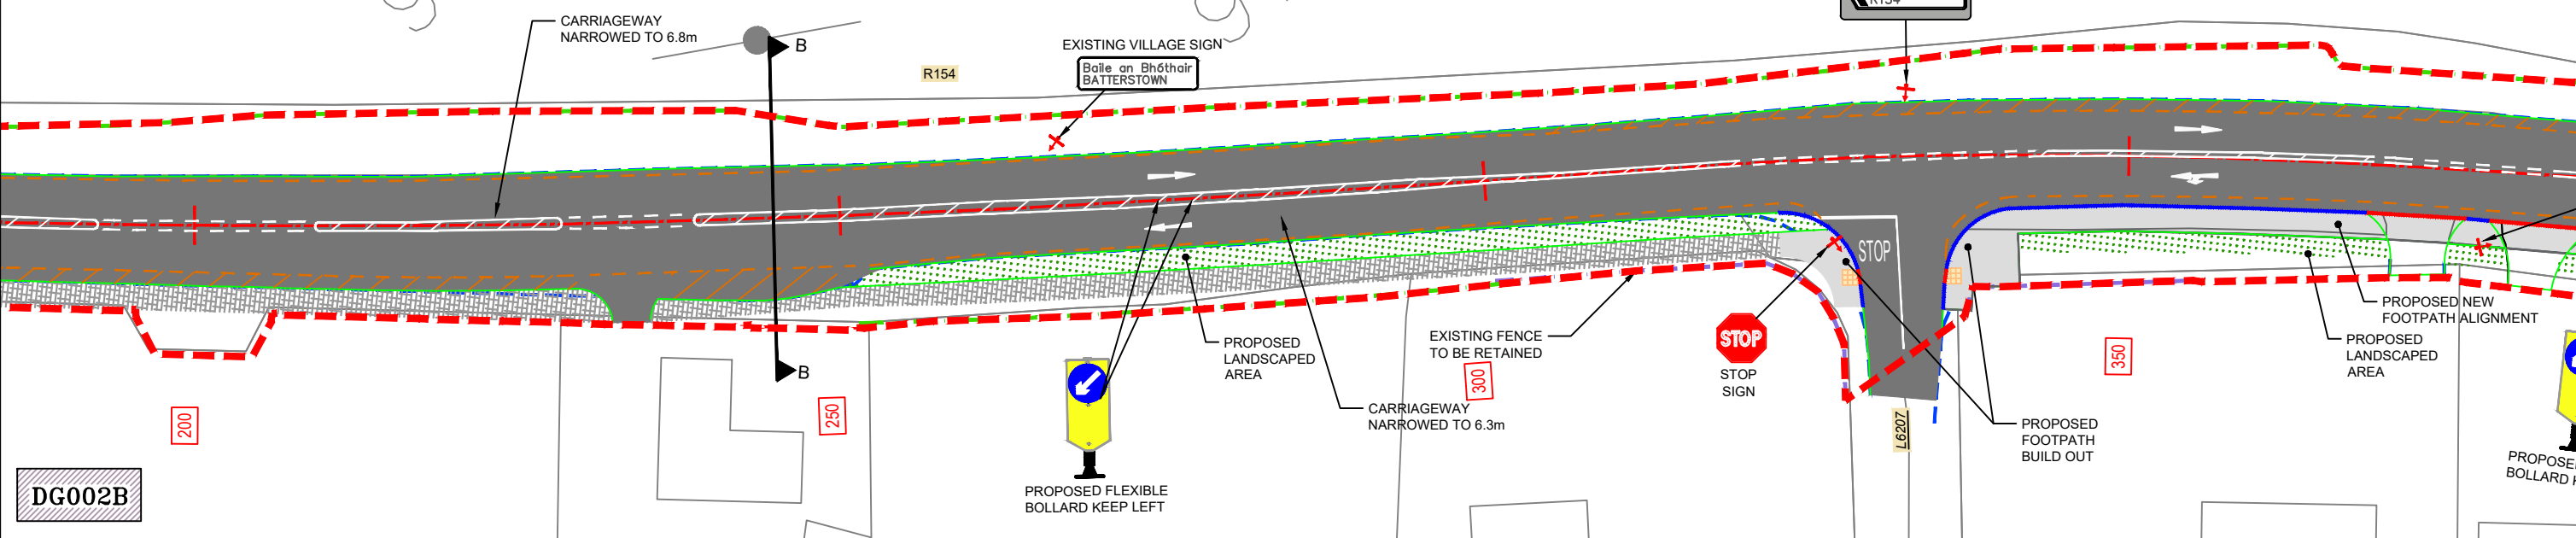 CARRIAGEWAY
NARROWED TO 6.8m
B
R154
EXISTING VILLAGE SIGN
Baile an Bhóthair
BATTERSTOWN
R154
STOP
EXISTING FENCE
TO BE RETAINED
STOP
STOP
SIGN
PROPOSED
LANDSCAPED
AREA
CARRIAGEWAY
NARROWED TO 6.3m
B
PROPOSED FLEXIBLE
BOLLARD KEEP LEFT
PROPOSED NEW
FOOTPATH ALIGNMENT
PROPOSED
LANDSCAPED
AREA
PROPOSED
FOOTPATH
BUILD OUT
L6207
200
250
300
350
DG002B
BOLLARD